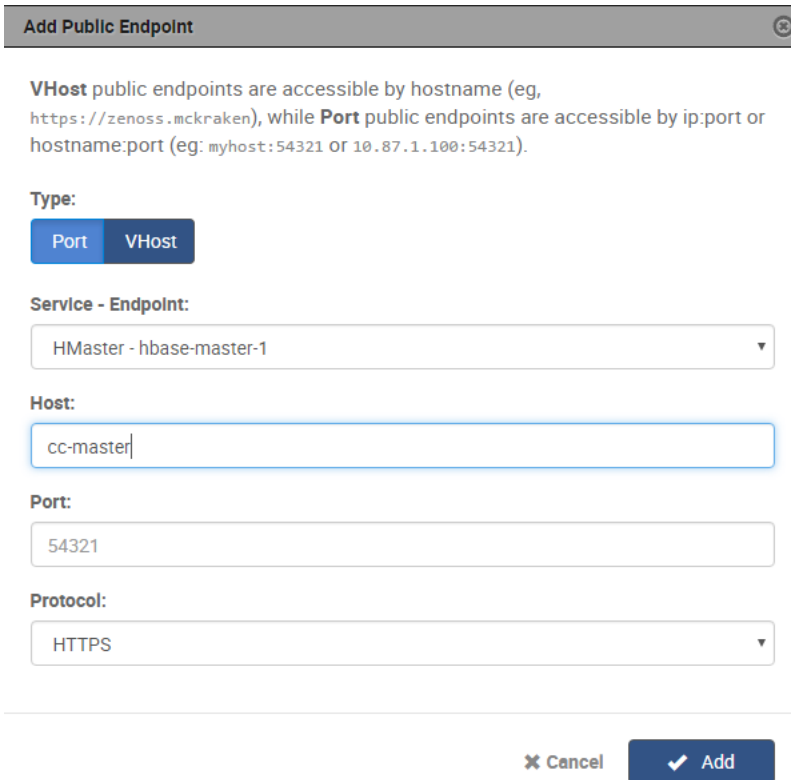 Add Public Endpoint
VHost public endpoints are accessible by hostname (eg,
https://zenoss.mckraken), while Port public endpoints are accessible by ip:port or
hostname:port (eg: myhost:54321 or 10.87.1.100:54321).
Type:
Port VHost
Service - Endpoint:
HMaster - hbase-master-1
Host:
cc-master
Port:
54321
Protocol:
HTTPS
Cancel Add